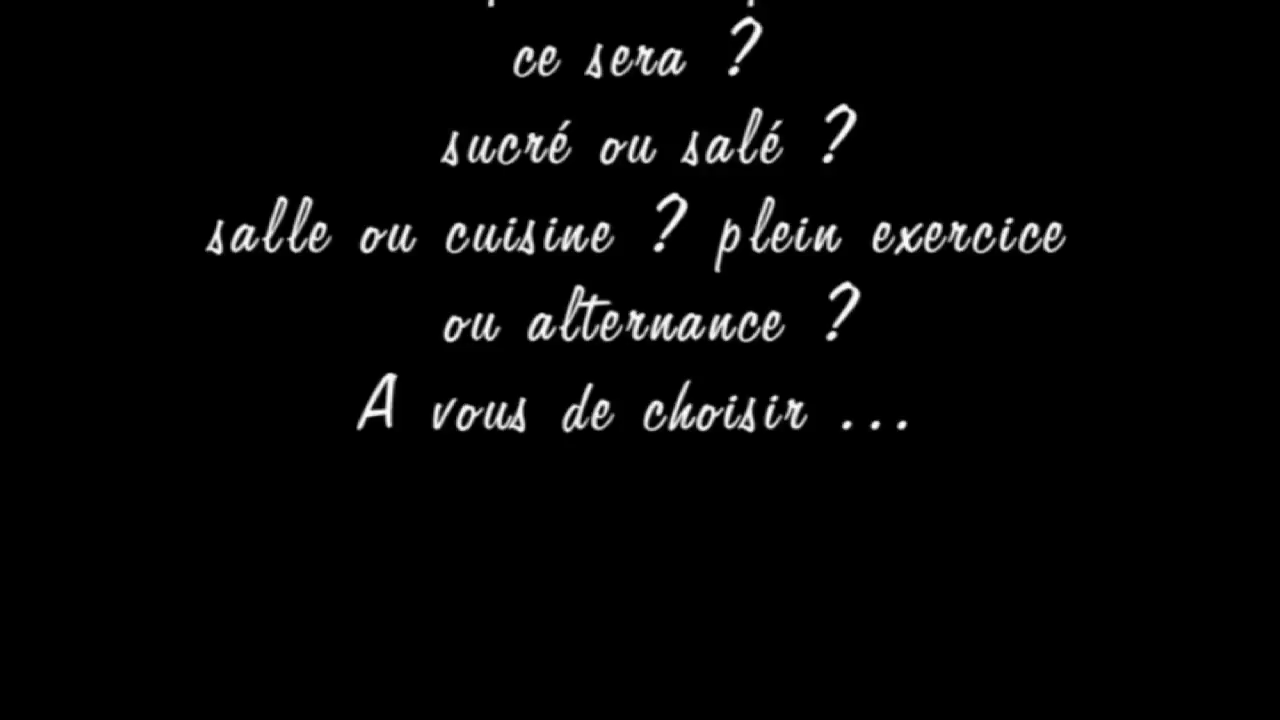 ce sera ?
sucré ou salé ?
salle ou cuisine ? plein exercice
ou alternance ?
A vous de choisir ...